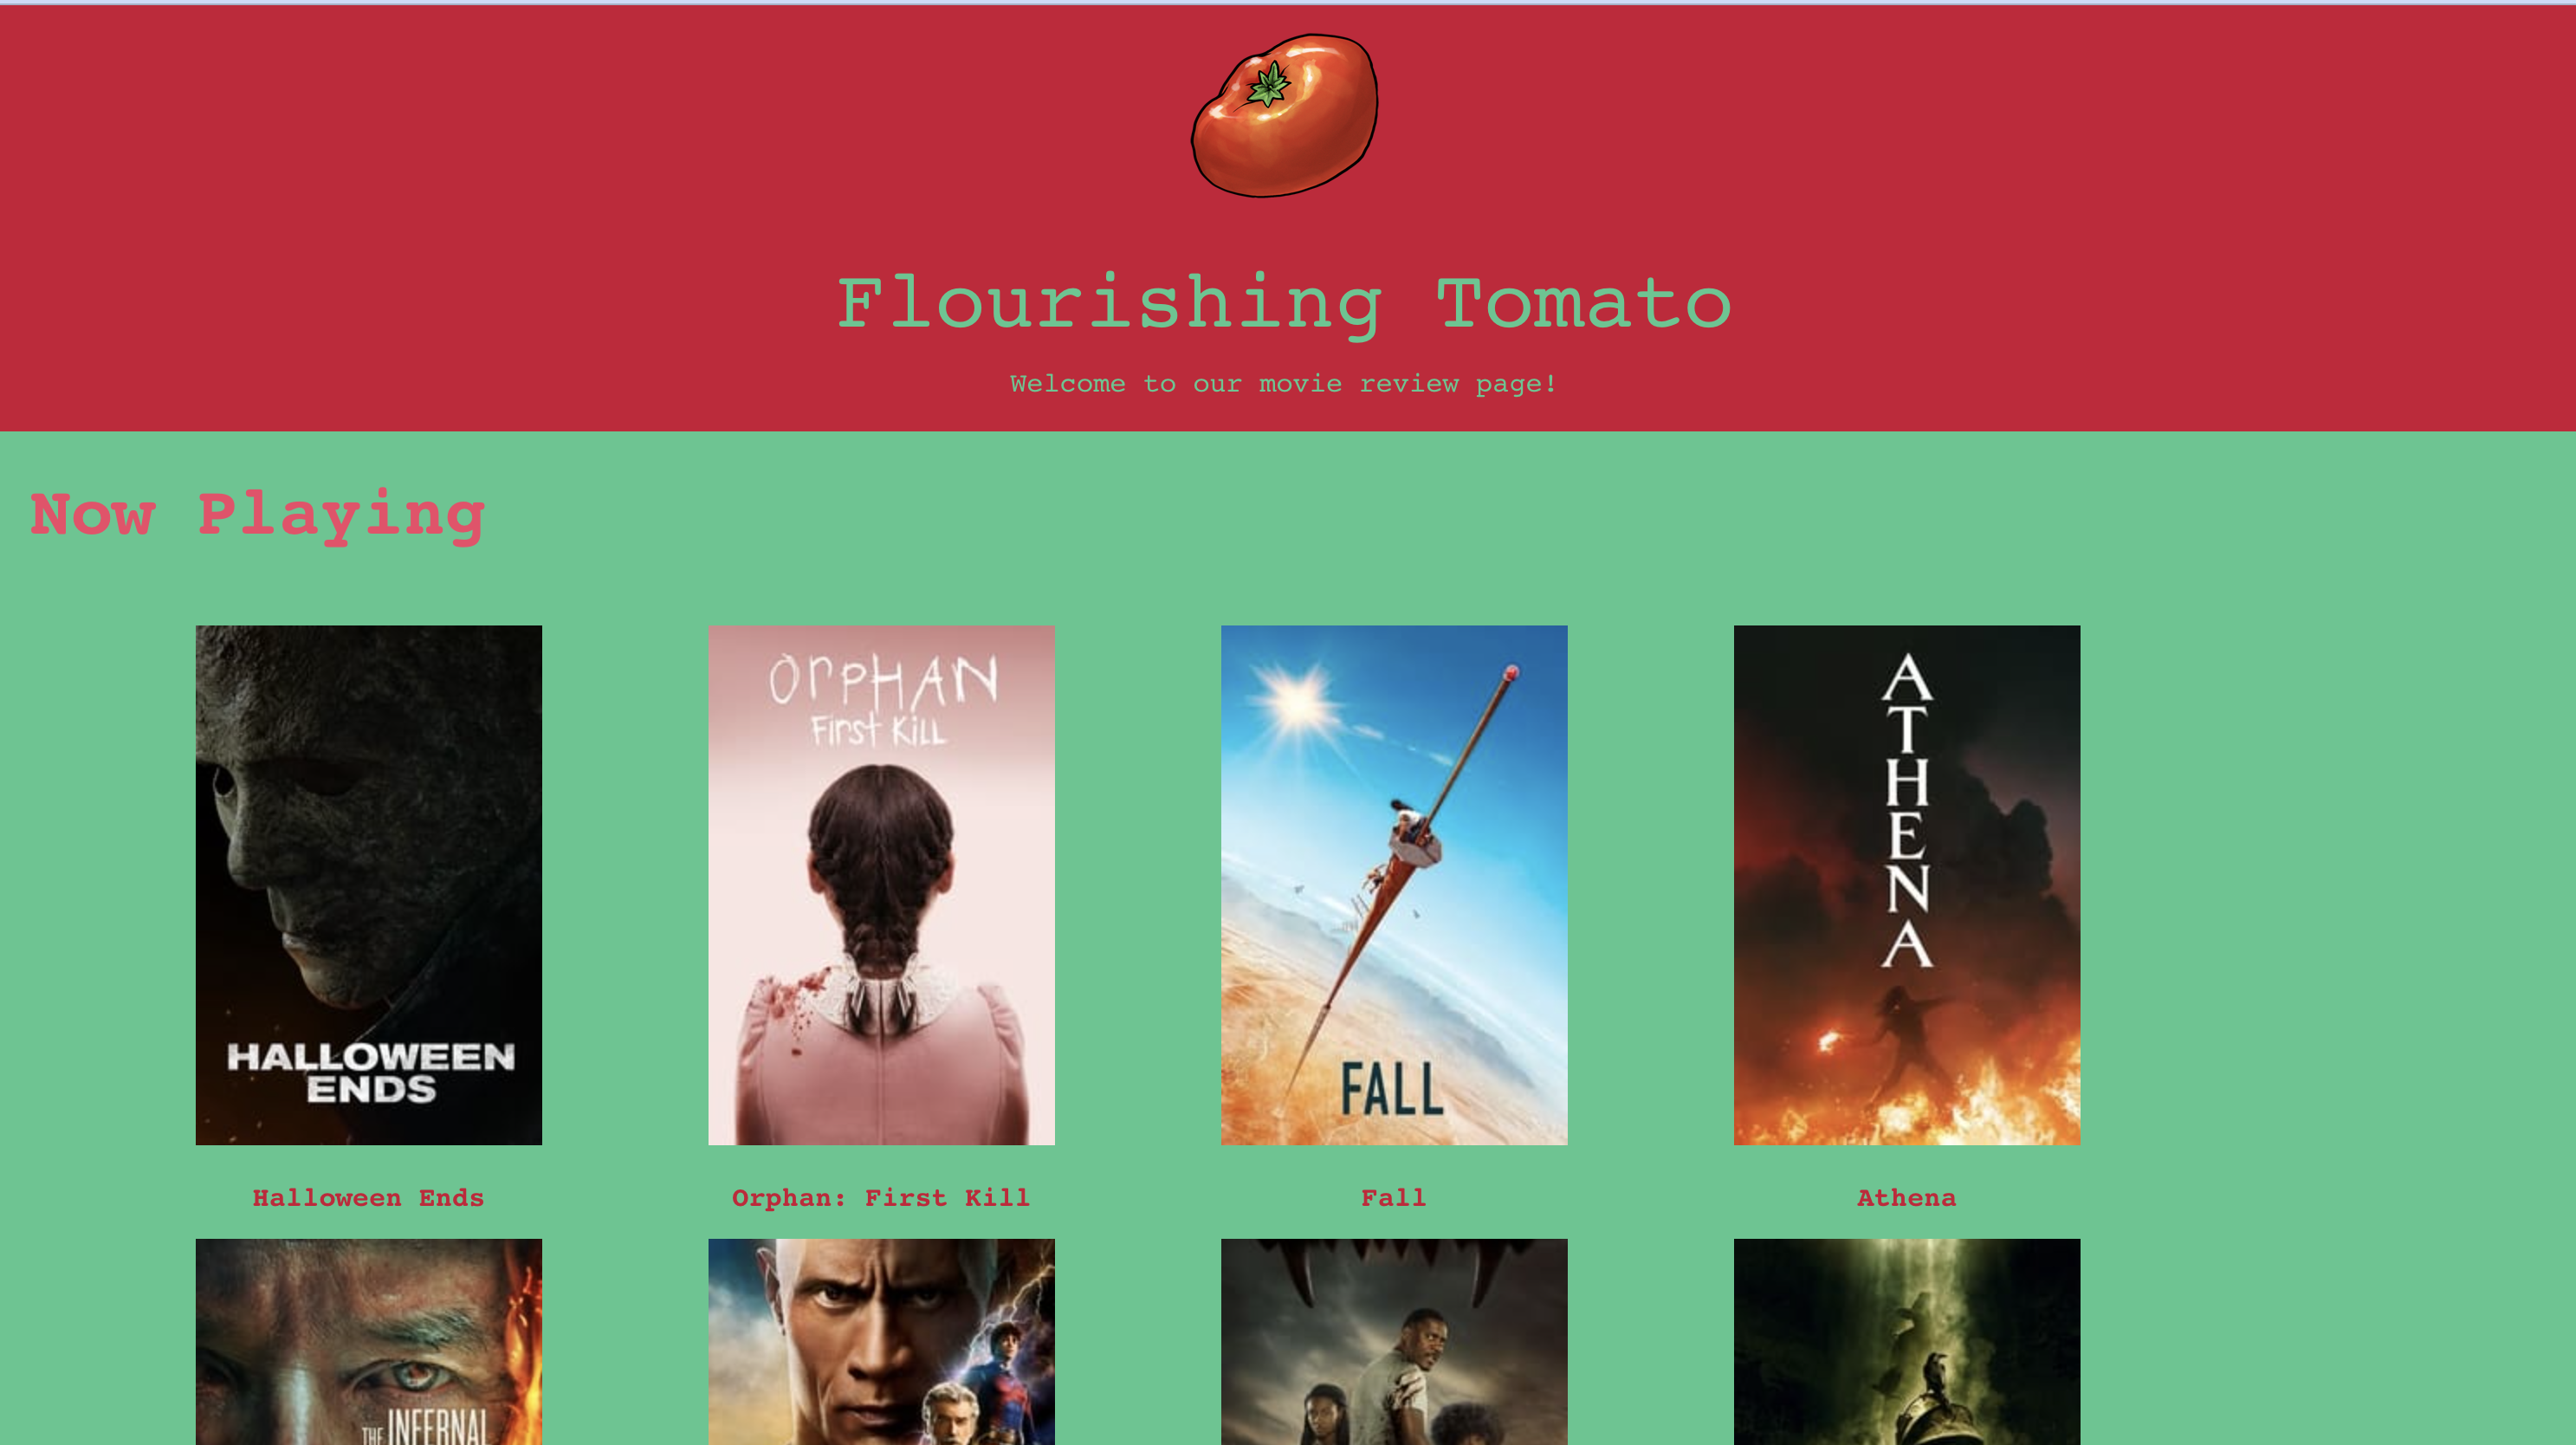 Flourishing Tomato
Welcome to our movie review page!
Now Playing
HALLOWEEN
ENDS
OrPHAN
First KiLL
FALL
ATHENA
Halloween Ends
Orphan: First Kill
Fall
Athena
THE INFERNAL